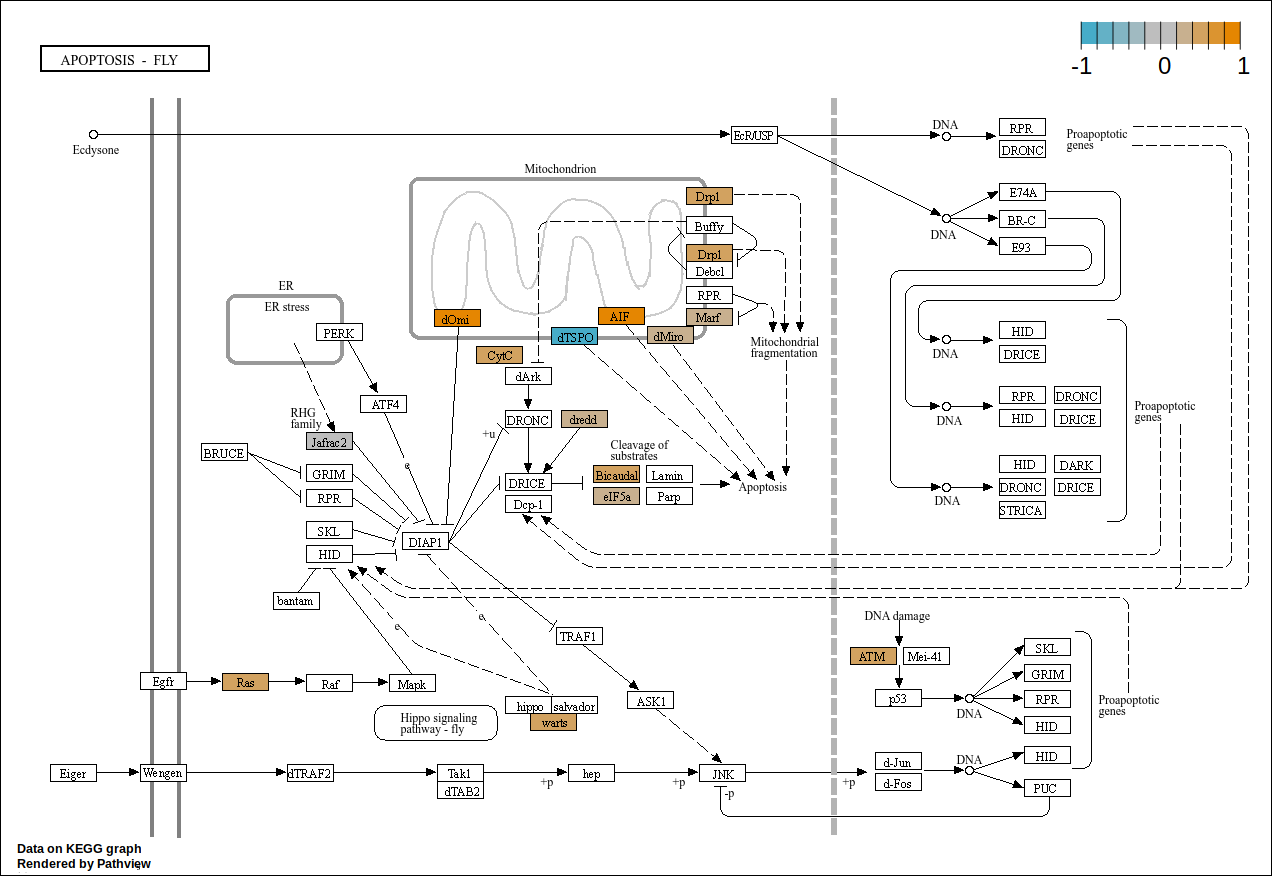 -1 0 1
APOPTOSIS - FLY
Ecdysone
EcR/USP
DNA
RPR
DRONC
Proapoptotic
genes
Mitochondrion
Drp1
Buffy
Drp1
Debcl
RPR
Marf
dOmi
AIF
dTSPO
dMiro
Mitochondrial
fragmentation
DNA
E74A
BR-C
E93
ER
ER stress
PERK
ATF4
CytC
dArk
DRONC
dredd
+u
RHG
family
Jafrac2
BRUCE
GRIM
RPR
SKL
HID
bantam
e
DIAP1
DRICE
Dcp-1
Cleavage of
substrates
Bicaudal
Lamin
eIF5a
Parp
Apoptosis
DNA
HID
DRICE
DNA
RPR
DRONC
HID
DRICE
Proapoptotic
genes
DNA
HID
DARK
DRONC
DRICE
STRICA
e
e
TRAF1
ASK1
Egfr
Ras
Raf
Mapk
hippo
salvador
warts
Hippo signaling
pathway - fly
DNA damage
ATM
Mei-41
p53
DNA
SKL
GRIM
RPR
HID
Proapoptotic
genes
Eiger
Wengen
dTRAF2
Tak1
dTAB2
+p
hep
+p
JNK
-p
+p
d-Jun
d-Fos
DNA
HID
PUC
Data on KEGG graph
Rendered by Pathview